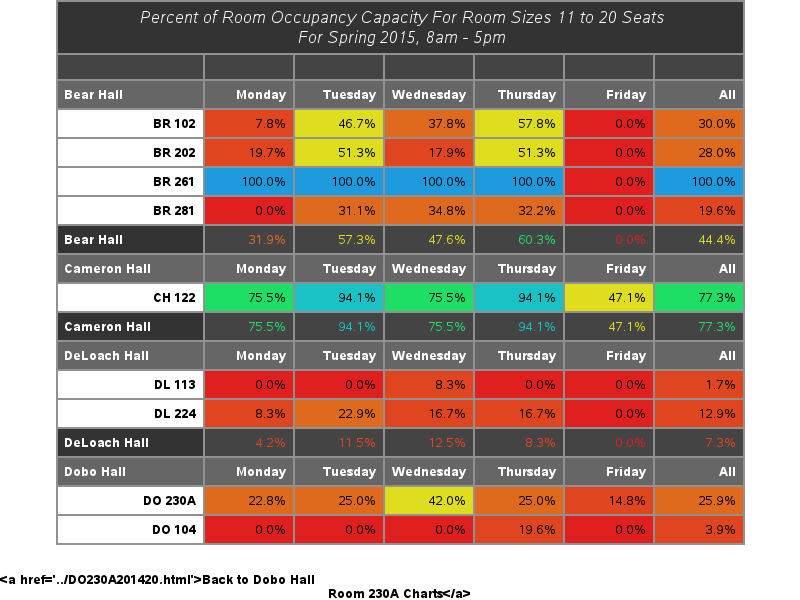 Percent of Room Occupancy Capacity For Room Sizes 11 to 20 Seats
For Spring 2015, 8am - 5pm
Bear Hall Monday Tuesday Wednesday Thursday Friday All
BR 102 7.8% 46.7% 37.8% 57.8% 0.0% 30.0%
BR 202 19.7% 51.3% 17.9% 51.3% 0.0% 28.0%
BR 261 100.0% 100.0% 100.0% 100.0% 0.0% 100.0%
BR 281 0.0% 31.1% 34.8% 32.2% 0.0% 19.6%
Bear Hall 31.9% 57.3% 47.6% 60.3% 0.0% 44.4%
Cameron Hall Monday Tuesday Wednesday Thursday Friday All
CH 122 75.5% 94.1% 75.5% 94.1% 47.1% 77.3%
Cameron Hall 75.5% 94.1% 75.5% 94.1% 47.1% 77.3%
DeLoach Hall Monday Tuesday Wednesday Thursday Friday All
DL 113 0.0% 0.0% 8.3% 0.0% 0.0% 1.7%
DL 224 8.3% 22.9% 16.7% 16.7% 0.0% 12.9%
DeLoach Hall 4.2% 11.5% 12.5% 8.3% 0.0% 7.3%
Dobo Hall Monday Tuesday Wednesday Thursday Friday All
DO 230A 22.8% 25.0% 42.0% 25.0% 14.8% 25.9%
DO 104 0.0% 0.0% 0.0% 19.6% 0.0% 3.9%
<a href='../DO230A201420.html'>Back to Dobo Hall
Room 230A Charts</a>